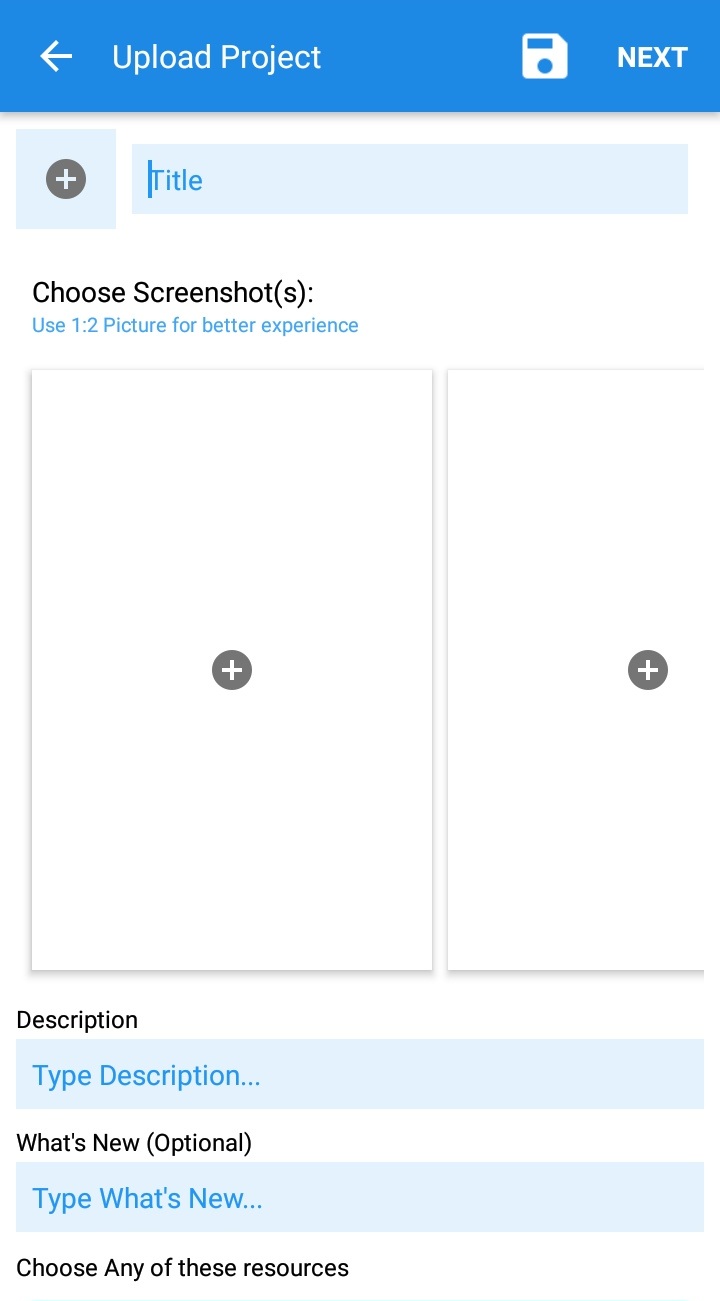 Upload Project
NEXT
Title
Choose Screenshot(s):
Use 1:2 Picture for better experience
Description
Type Description...
What's New (Optional)
Type What's New...
Choose Any of these resources